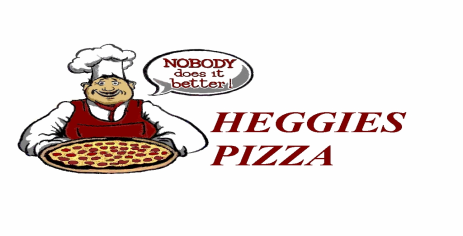 NOBODY
does it
better!
HEGGIES
PIZZA